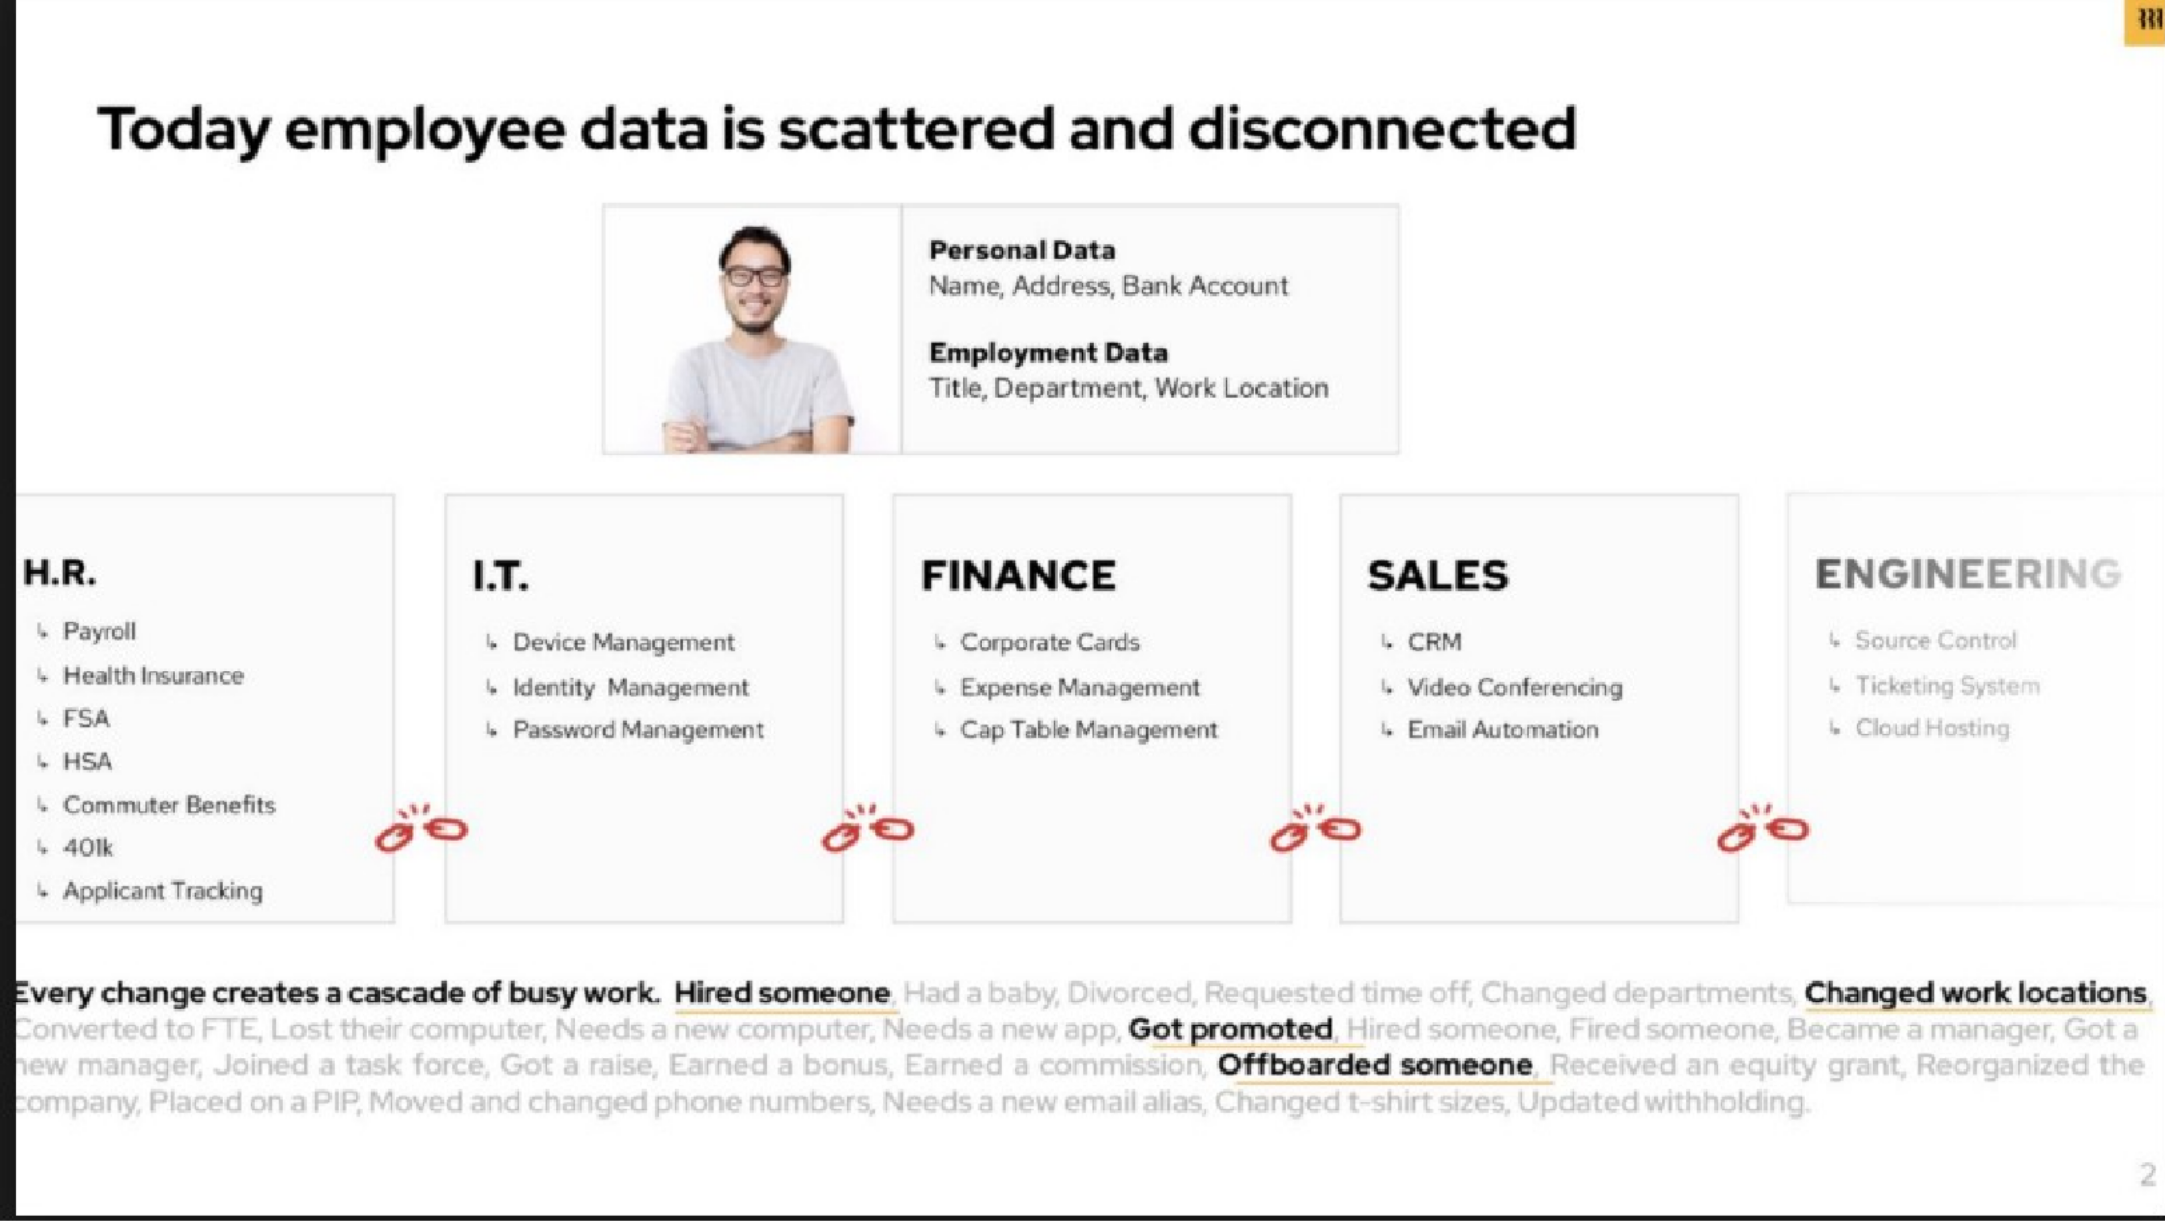 Today employee data is scattered and disconnected
Personal Data
Name, Address, Bank Account
Employment Data
Title, Department, Work Location
H.R.
↳ Payroll
↳ Health Insurance
↳ FSA
↳ HSA
↳ Commuter Benefits
↳ 401k
↳ Applicant Tracking
I.T.
↳ Device Management
↳ Identity Management
↳ Password Management
FINANCE
↳ Corporate Cards
↳ Expense Management
↳ Cap Table Management
SALES
↳ CRM
↳ Video Conferencing
↳ Email Automation
ENGINEERING
↳ Source Control
↳ Ticketing System
↳ Cloud Hosting
Every change creates a cascade of busy work. Hired someone, Had a baby, Divorced, Requested time off, Changed departments, Changed work locations,
Converted to FTE, Lost their computer, Needs a new computer, Needs a new app, Got promoted, Hired someone, Fired someone, Became a manager, Got a
new manager, Joined a task force, Got a raise, Earned a bonus, Earned a commission, Offboarded someone, Received an equity grant, Reorganized the
company, Placed on a PIP, Moved and changed phone numbers, Needs a new email alias, Changed t-shirt sizes, Updated withholding.
2